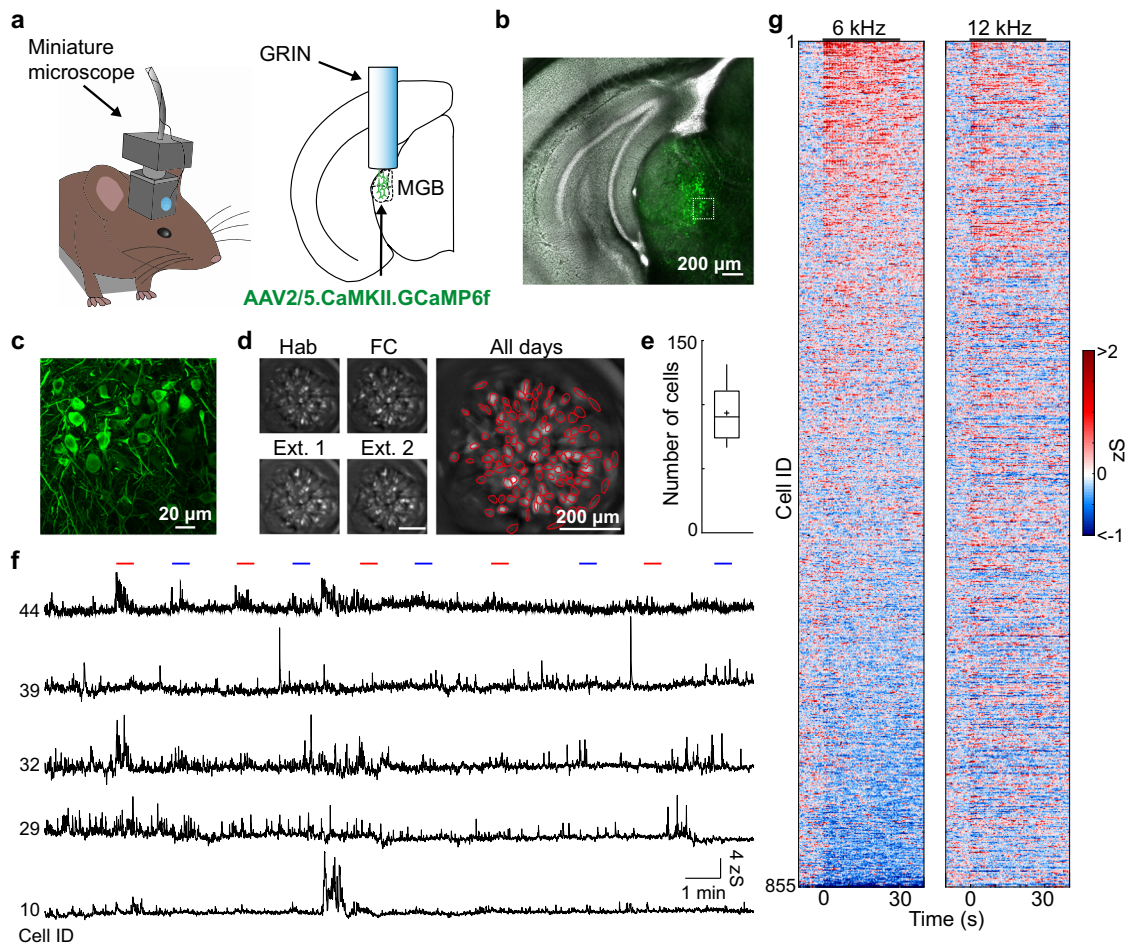 a
Miniature
microscope
GRIN
MGB
AAV2/5.CaMKII.GCaMP6f
b
200 µm
c
20 µm
d
Hab
FC
All days
Ext. 1
Ext. 2
200 µm
e
150
Number of cells
0
f
44
39
32
29
10
Cell ID
4 zS
1 min
g
6 kHz
12 kHz
1
Cell ID
855
0
30
0
30
Time (s)
>2
0
<-1
zS